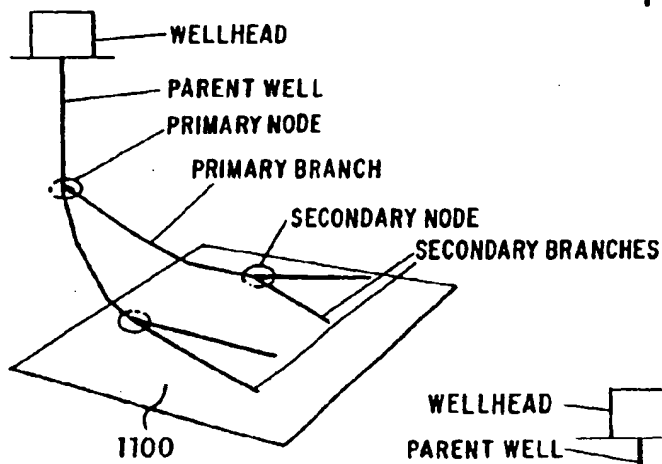 WELLHEAD
PARENT WELL
PRIMARY NODE
PRIMARY BRANCH
SECONDARY NODE
SECONDARY BRANCHES
1100
WELLHEAD
PARENT WELL